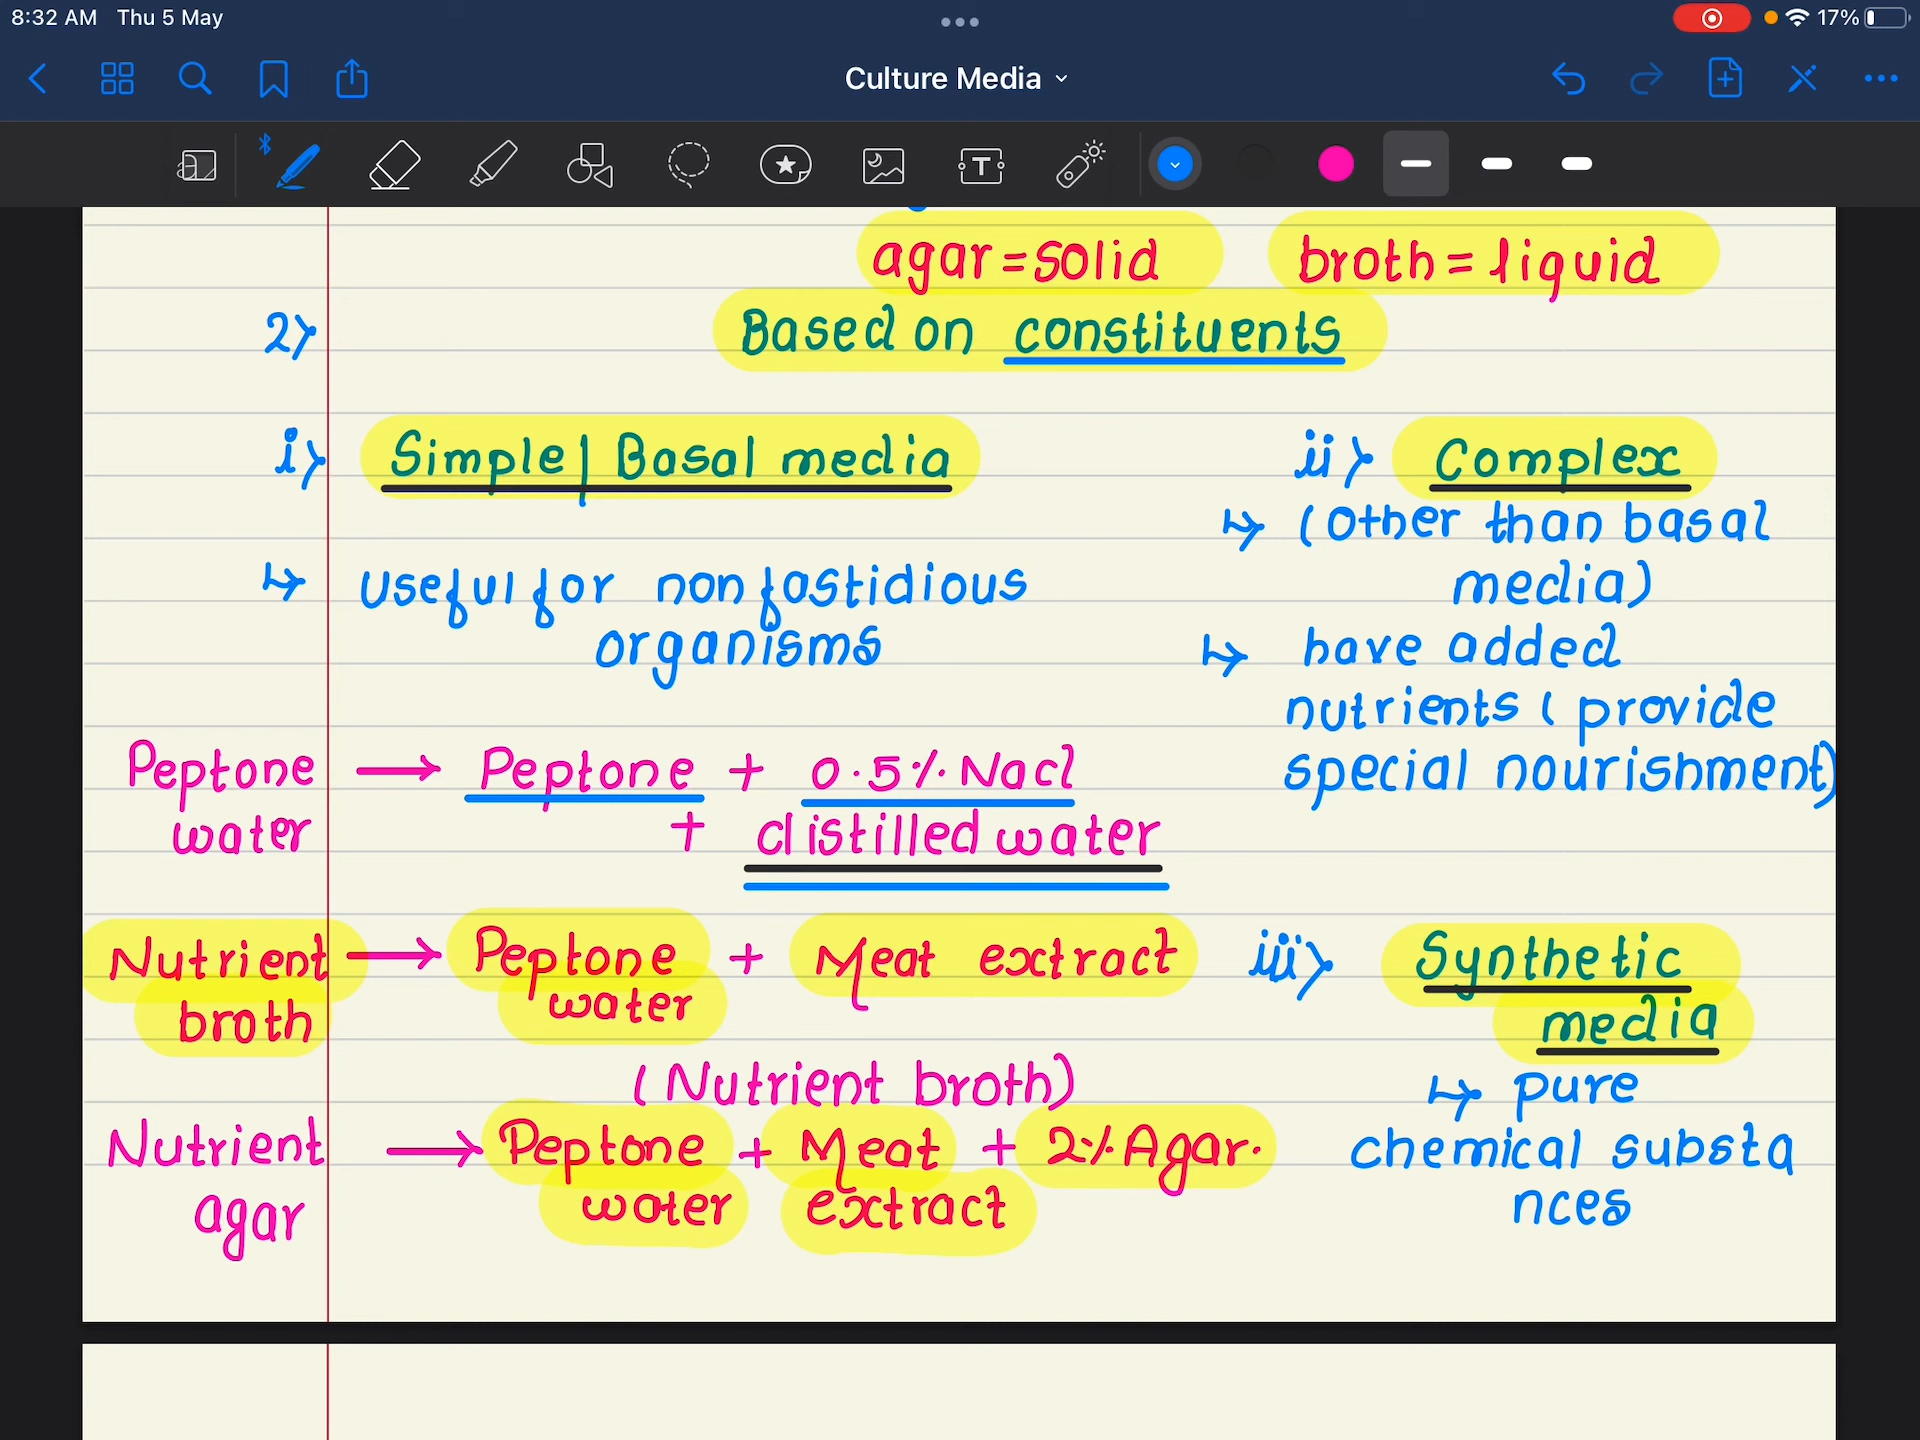 8:32 AM Thu 5 May
17%
Culture Media
T
agar = solid broth = liquid
2) Based on constituents
i) Simple | Basal media
↳ useful for non fastidious
organisms
Peptone → Peptone + 0.5% Nacl
water + distilled water
Nutrient → Peptone + Meat extract
broth water
(Nutrient broth)
Nutrient → Peptone + Meat + 2% Agar.
agar water extract
ii) Complex
↳ (other than basal
media)
↳ have added
nutrients ( provide
special nourishment)
iii) Synthetic
media
↳ pure
chemical substa
nces